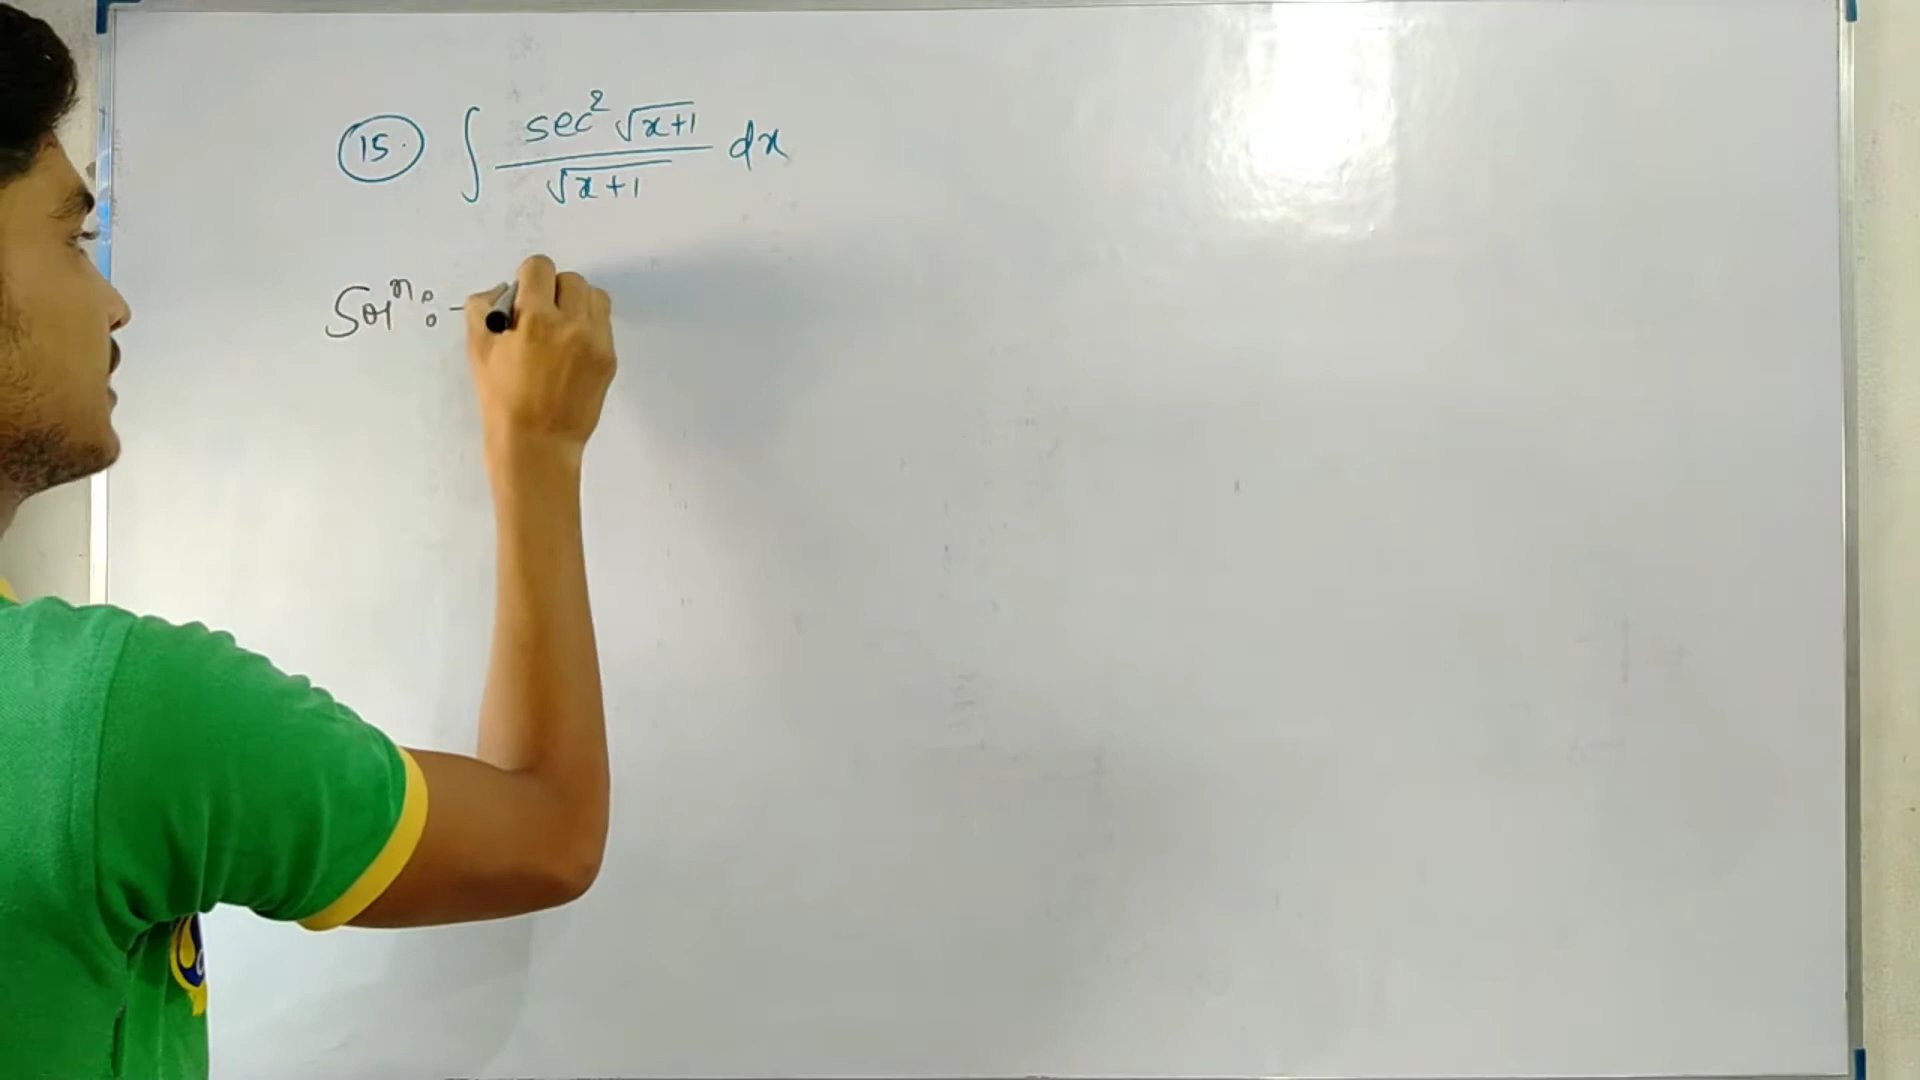 15. ∫ sec² √x+1 / √x+1 dx
Solⁿ:-